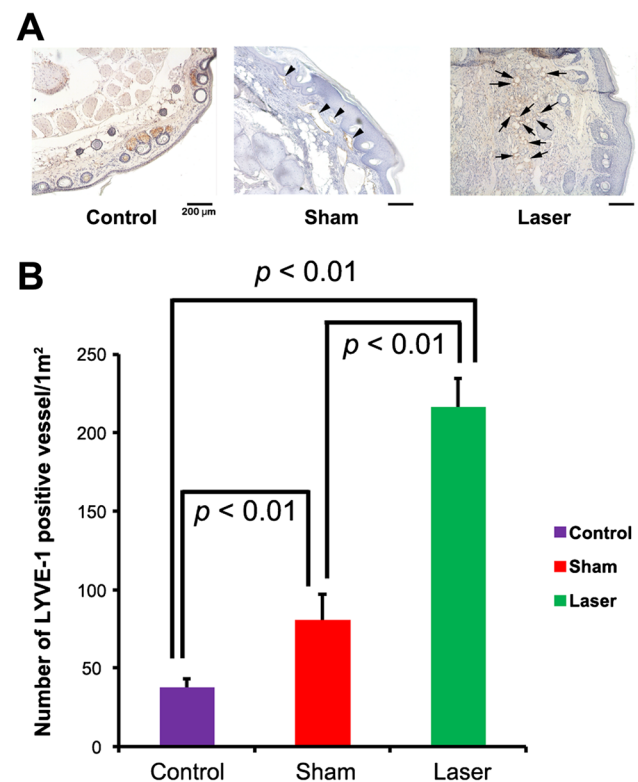 A
200 µm
Control
Sham
Laser
B
p < 0.01
p < 0.01
p < 0.01
Number of LYVE-1 positive vessel/1m²
250
200
150
100
50
0
Control
Sham
Laser
Control
Sham
Laser